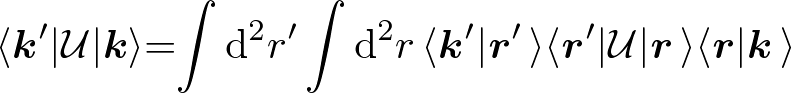 ⟨𝒌′|𝒰|𝒌⟩=∫ d²r′ ∫ d²r ⟨𝒌′|𝒓′ ⟩⟨𝒓′|𝒰|𝒓 ⟩⟨𝒓|𝒌 ⟩